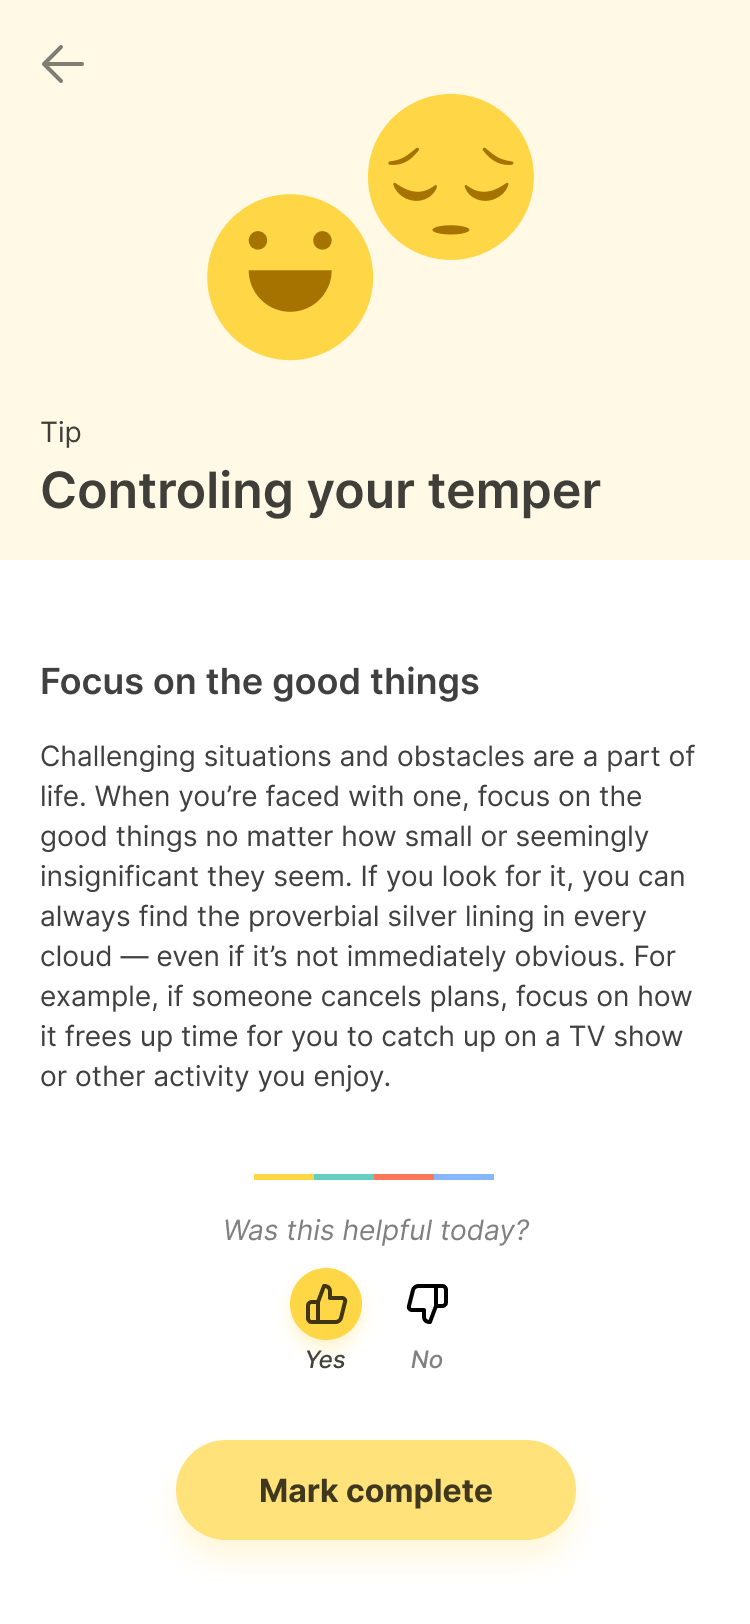 Tip
Controling your temper
Focus on the good things
Challenging situations and obstacles are a part of
life. When you’re faced with one, focus on the
good things no matter how small or seemingly
insignificant they seem. If you look for it, you can
always find the proverbial silver lining in every
cloud — even if it’s not immediately obvious. For
example, if someone cancels plans, focus on how
it frees up time for you to catch up on a TV show
or other activity you enjoy.
Was this helpful today?
Yes No
Mark complete